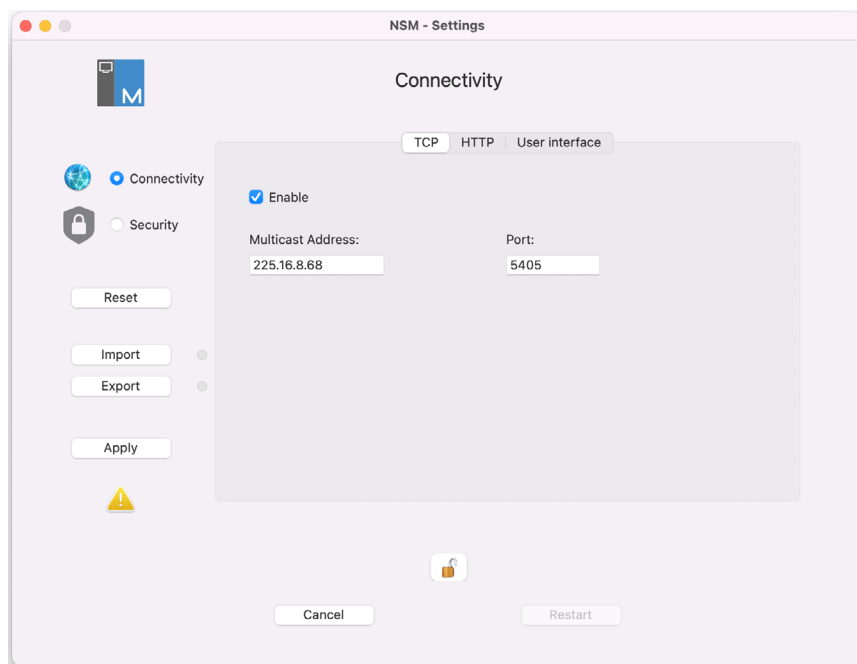 NSM - Settings
M
Connectivity
TCP HTTP User interface
Connectivity
Enable
Security
Multicast Address: Port:
225.16.8.68 5405
Reset
Import
Export
Apply
Cancel Restart